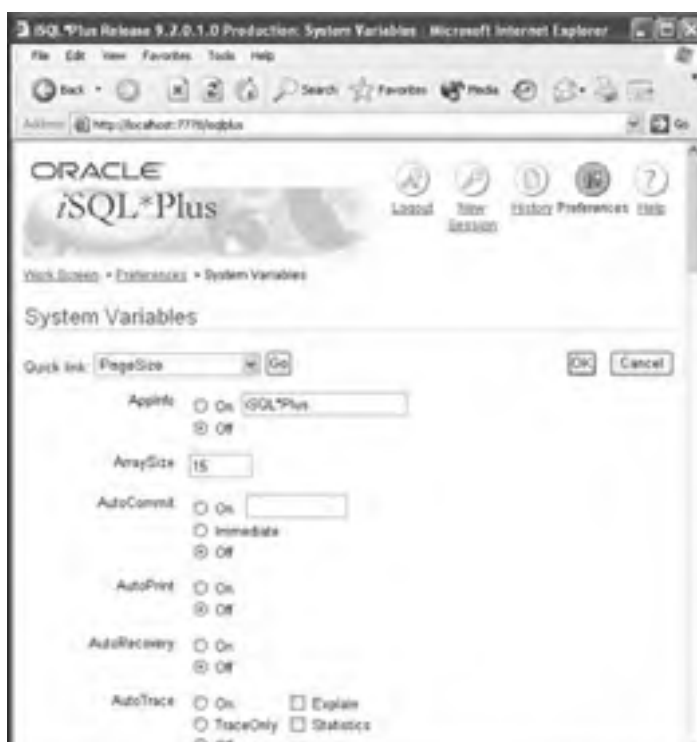 iSQL*Plus Release 9.2.0.1.0 Production: System Variables - Microsoft Internet Explorer
File Edit View Favorites Tools Help
Back Search Favorites Media
Address http://localhost:7778/isqlplus Go
ORACLE
iSQL*Plus
Logout New Session History Preferences Help
Work Screen > Preferences > System Variables
System Variables
Quick link: PageSize Go OK Cancel
AppInfo On iSQL*Plus
Off
ArraySize 15
AutoCommit On
Immediate
Off
AutoPrint On
Off
AutoRecovery On
Off
AutoTrace On Explain
TraceOnly Statistics
Off